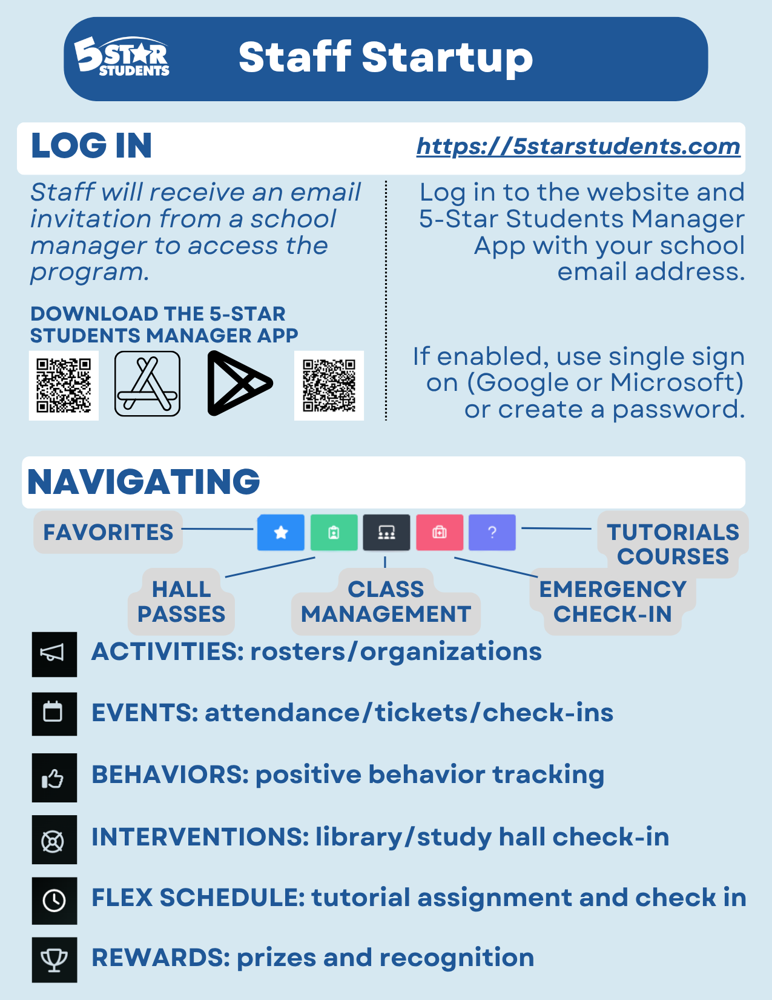 5 STAR
STUDENTS
Staff Startup
LOG IN
https://5starstudents.com
Staff will receive an email
invitation from a school
manager to access the
program.
DOWNLOAD THE 5-STAR
STUDENTS MANAGER APP
Log in to the website and
5-Star Students Manager
App with your school
email address.
If enabled, use single sign
on (Google or Microsoft)
or create a password.
NAVIGATING
FAVORITES
?
TUTORIALS
COURSES
HALL
PASSES
CLASS
MANAGEMENT
EMERGENCY
CHECK-IN
ACTIVITIES: rosters/organizations
EVENTS: attendance/tickets/check-ins
BEHAVIORS: positive behavior tracking
INTERVENTIONS: library/study hall check-in
FLEX SCHEDULE: tutorial assignment and check in
REWARDS: prizes and recognition